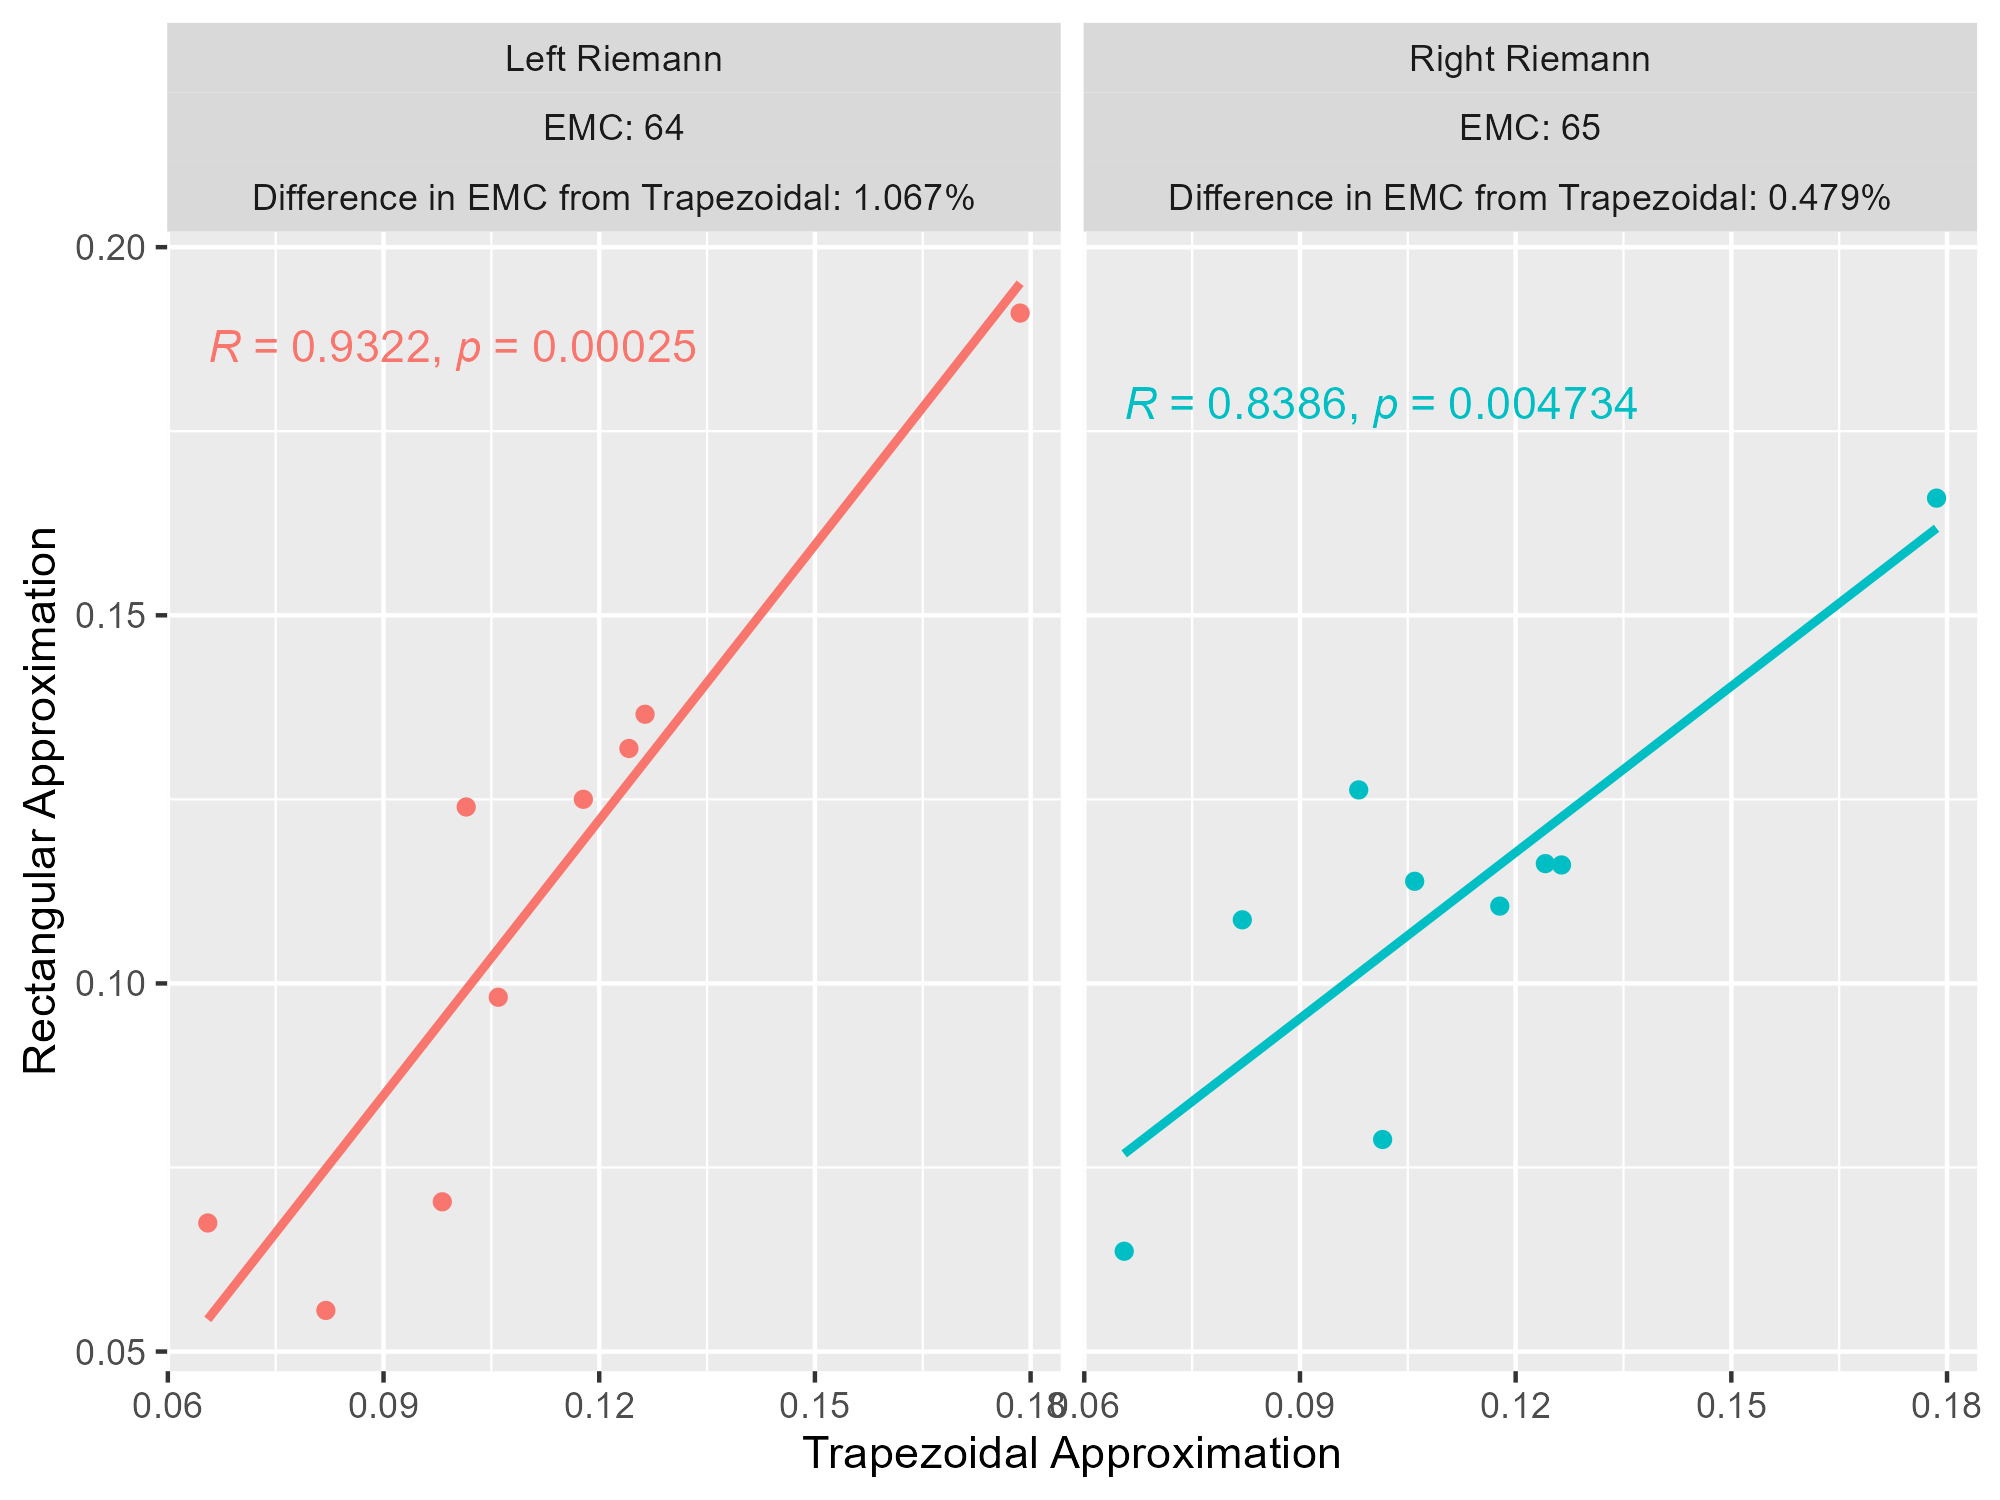 Left Riemann
EMC: 64
Difference in EMC from Trapezoidal: 1.067%
Right Riemann
EMC: 65
Difference in EMC from Trapezoidal: 0.479%
R = 0.9322, p = 0.00025
R = 0.8386, p = 0.004734
Rectangular Approximation
0.20
0.15
0.10
0.05
0.06 0.09 0.12 0.15 0.18
0.06 0.09 0.12 0.15 0.18
Trapezoidal Approximation